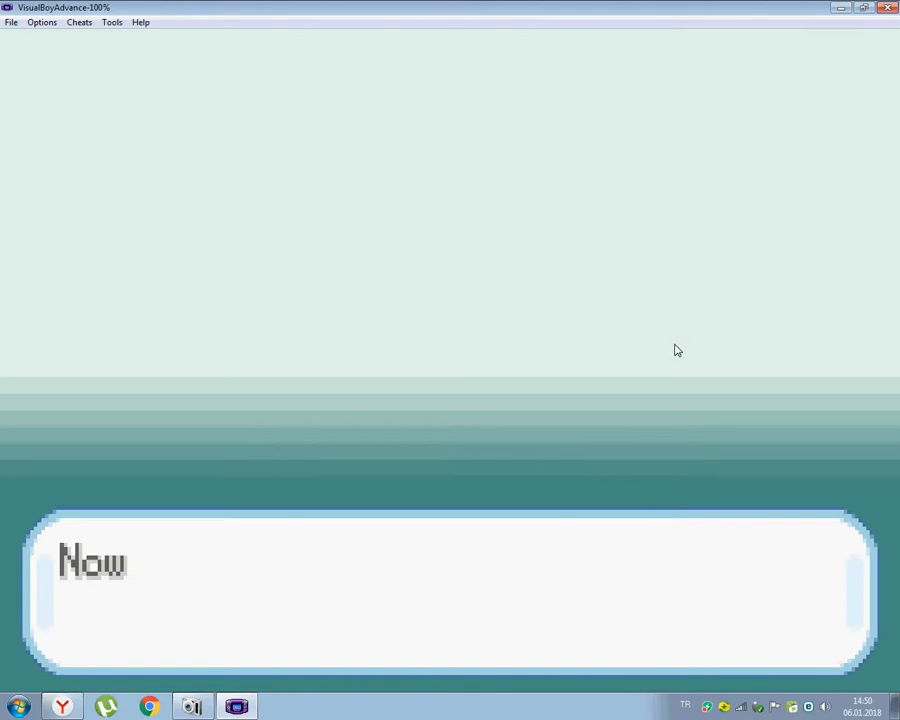 VisualBoyAdvance-100%
File Options Cheats Tools Help
Now
TR
14:50
06.01.2018